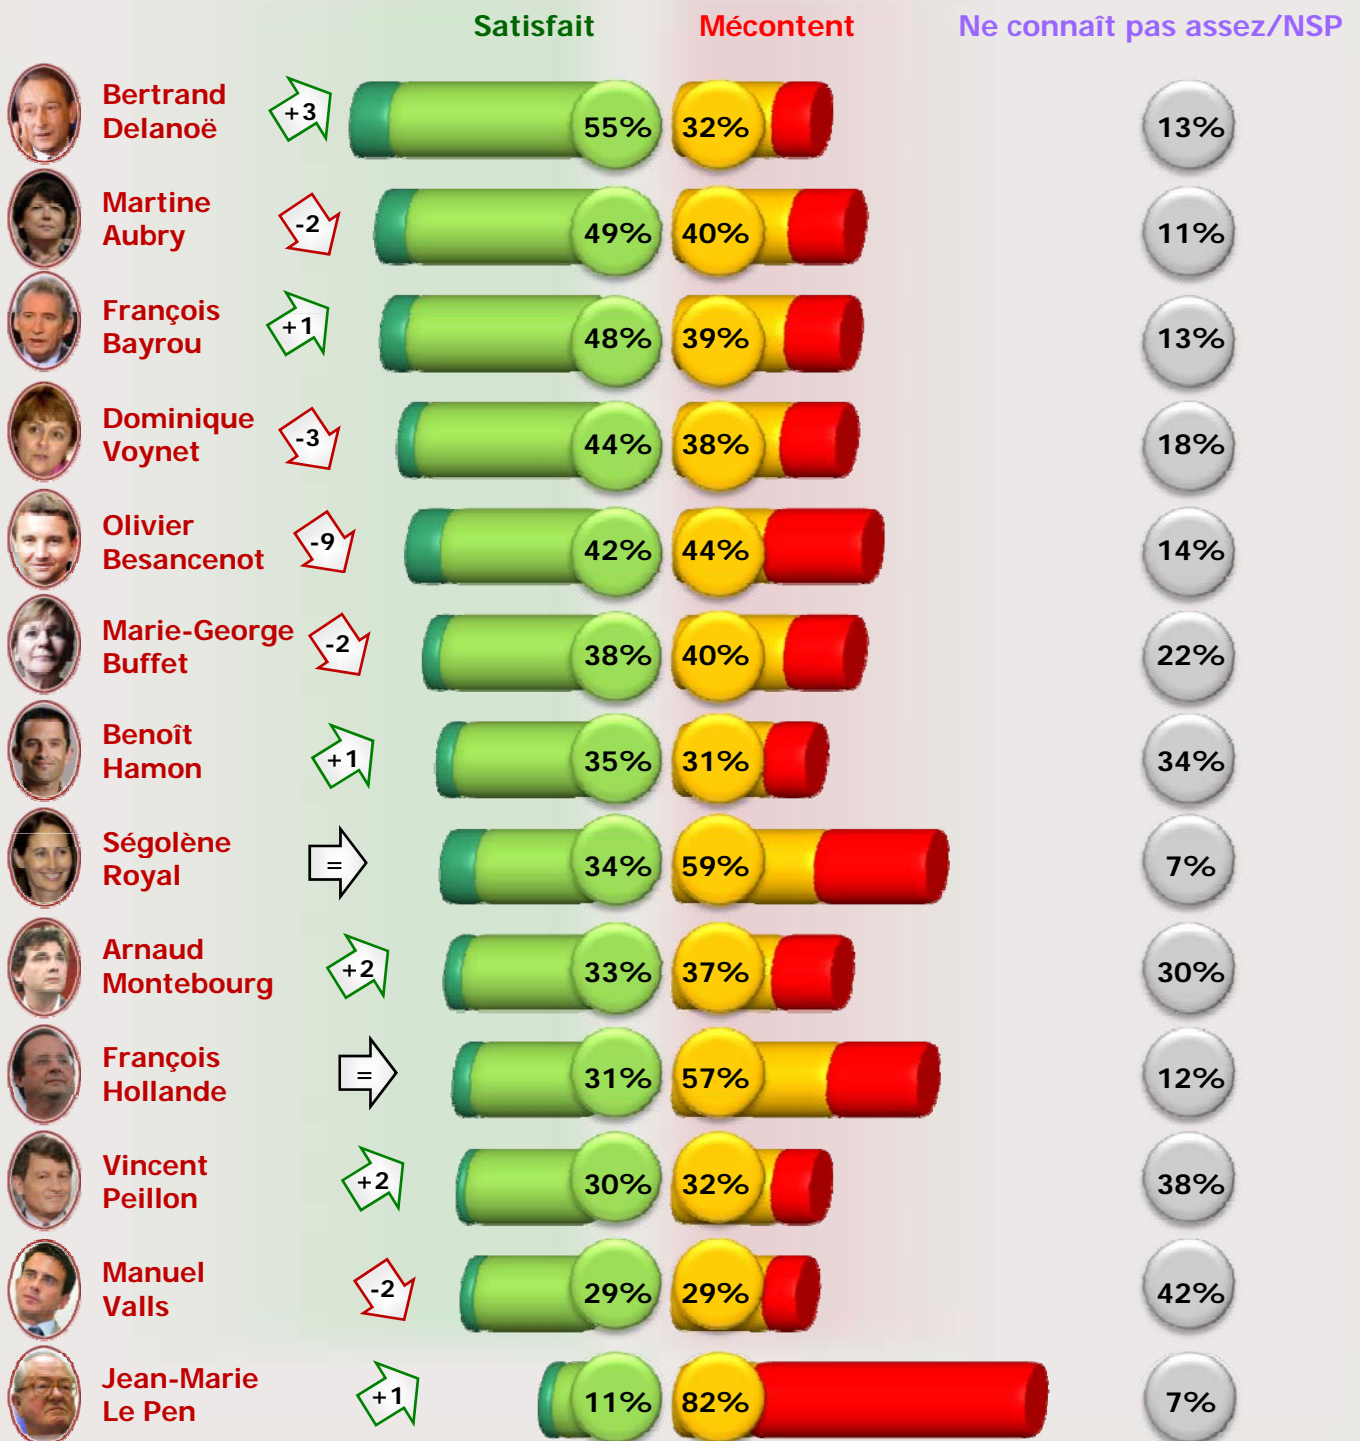 Satisfait Mécontent Ne connaît pas assez/NSP
Bertrand
Delanoë
+3 55% 32% 13%
Martine
Aubry
-2 49% 40% 11%
François
Bayrou
+1 48% 39% 13%
Dominique
Voynet
-3 44% 38% 18%
Olivier
Besancenot
-9 42% 44% 14%
Marie-George
Buffet
-2 38% 40% 22%
Benoît
Hamon
+1 35% 31% 34%
Ségolène
Royal
= 34% 59% 7%
Arnaud
Montebourg
+2 33% 37% 30%
François
Hollande
= 31% 57% 12%
Vincent
Peillon
+2 30% 32% 38%
Manuel
Valls
-2 29% 29% 42%
Jean-Marie
Le Pen
+1 11% 82% 7%